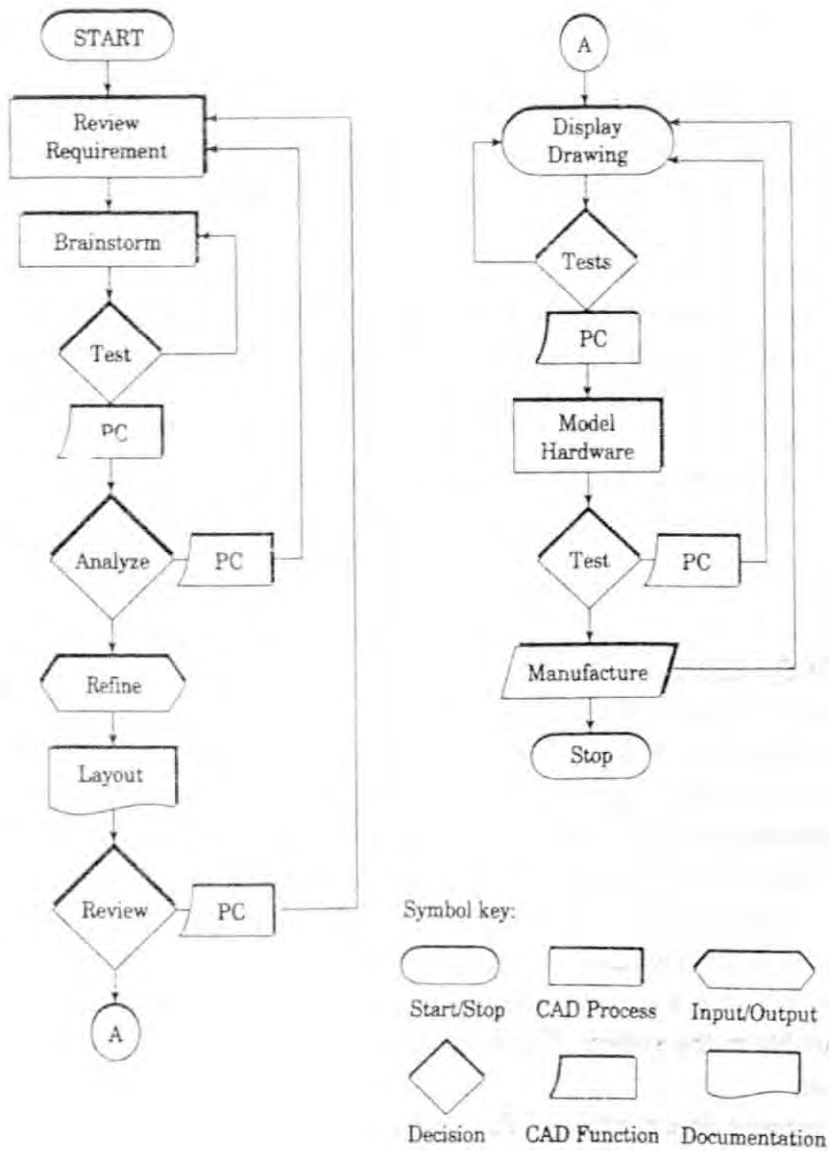 START
Review
Requirement
Brainstorm
Test
PC
Analyze
PC
Refine
Layout
Review
PC
A
A
Display
Drawing
Tests
PC
Model
Hardware
Test
PC
Manufacture
Stop
Symbol key:
Start/Stop
CAD Process
Input/Output
Decision
CAD Function
Documentation